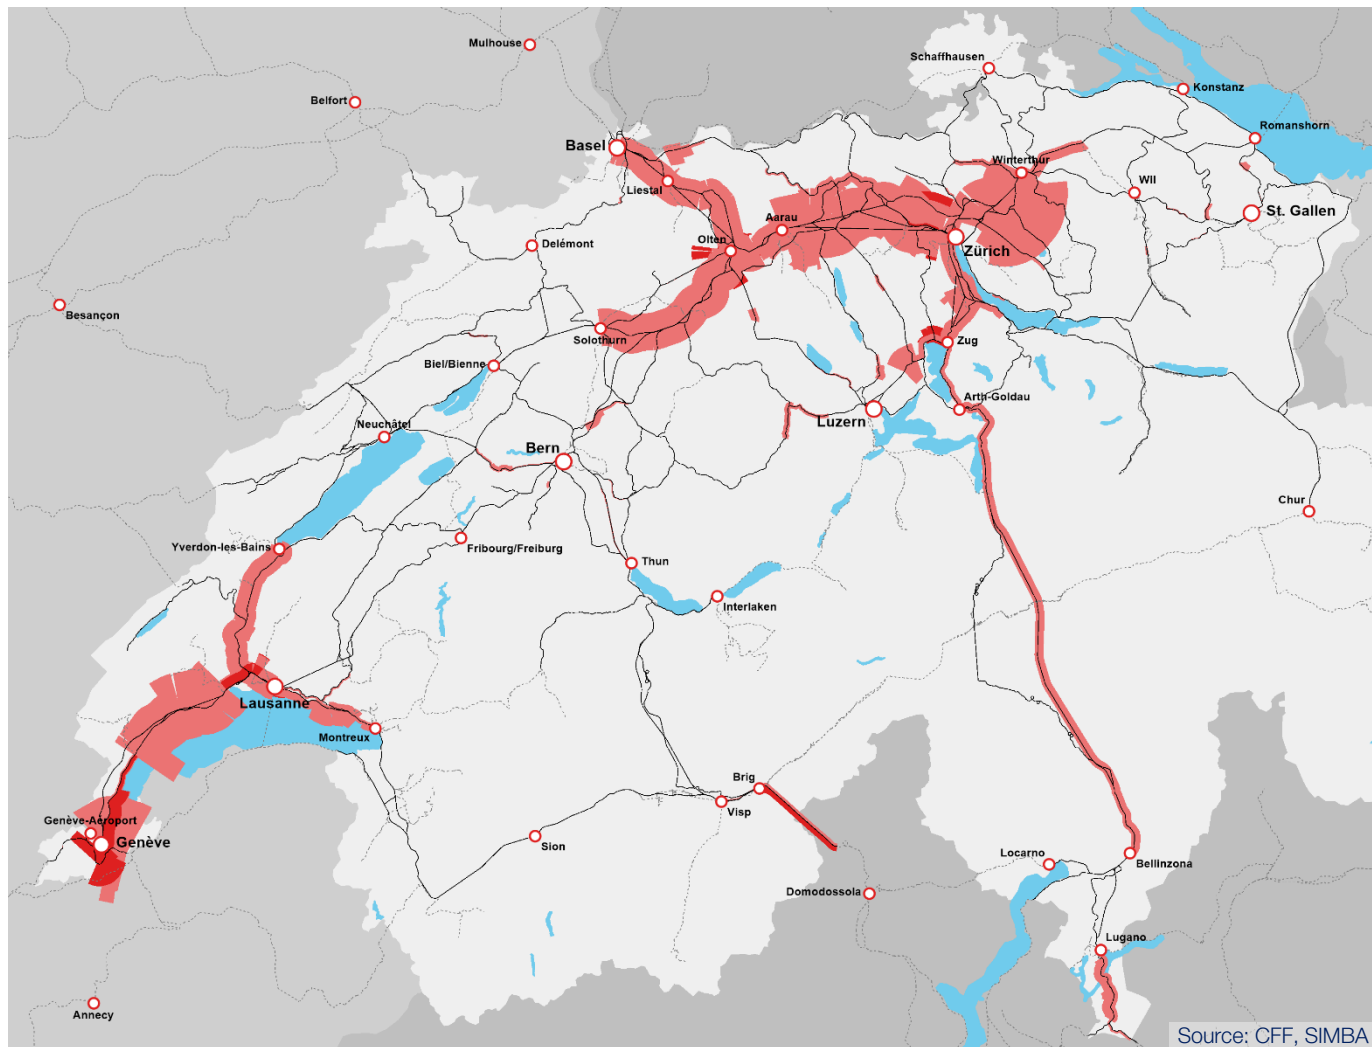 Mulhouse
Schaffhausen
Konstanz
Belfort
Romanshorn
Basel
Winterthur
Liestal
Wil
St. Gallen
Aarau
Olten
Delémont
Zürich
Besançon
Solothurn
Zug
Biel/Bienne
Arth-Goldau
Luzern
Neuchâtel
Bern
Chur
Yverdon-les-Bains
Fribourg/Freiburg
Thun
Interlaken
Lausanne
Montreux
Brig
Visp
Genève-Aéroport
Genève
Sion
Locarno
Bellinzona
Domodossola
Lugano
Annecy
Source: CFF, SIMBA